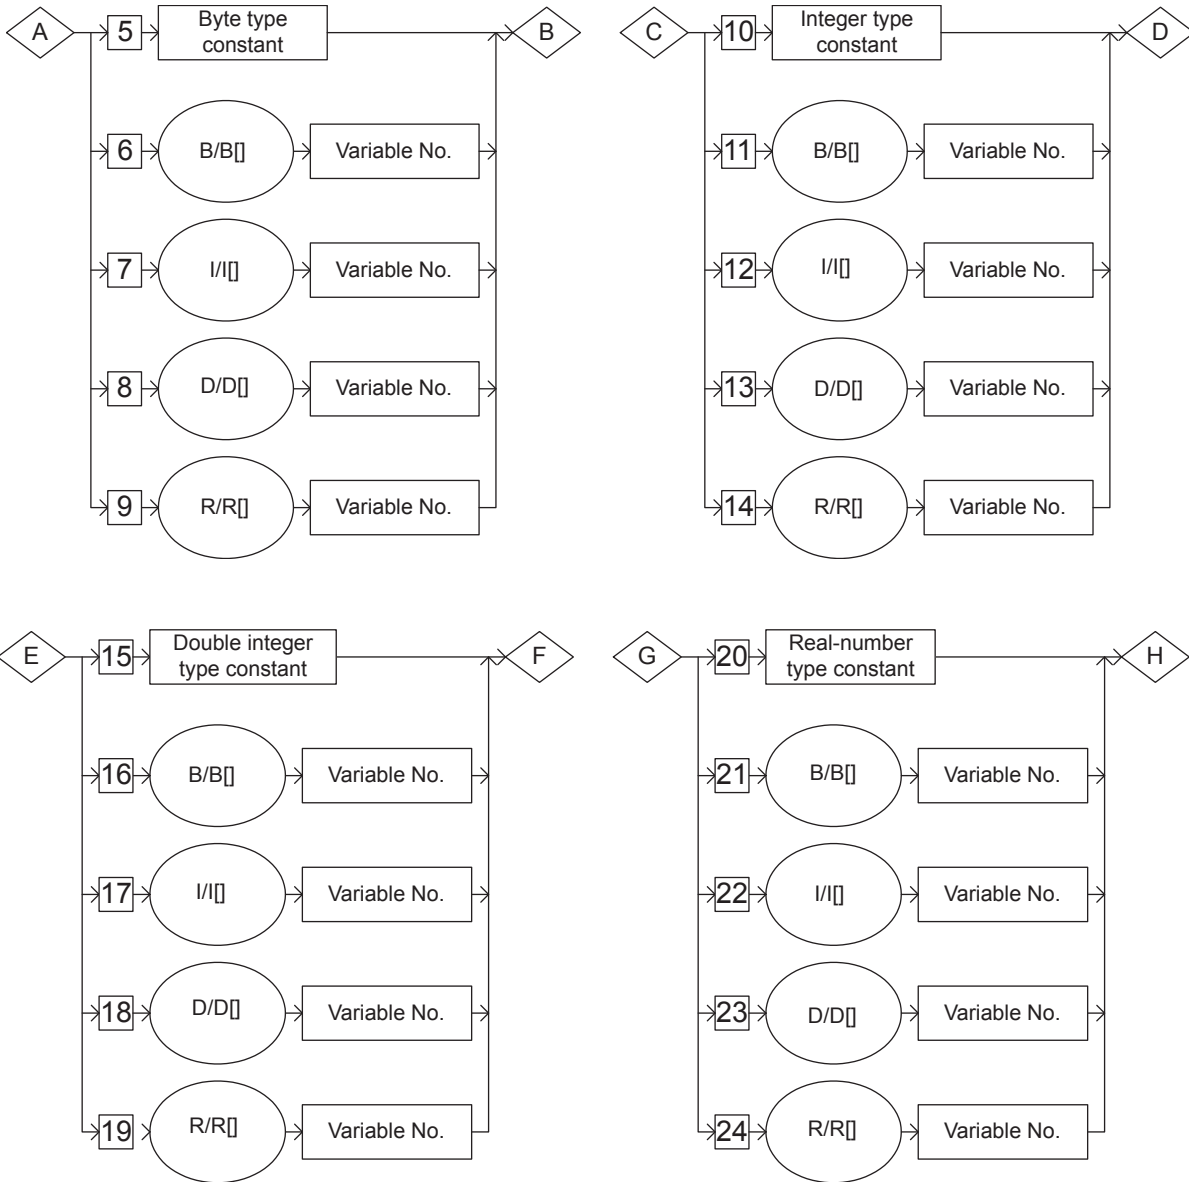 A 5 Byte type constant B
6 B/B[] Variable No.
7 I/I[] Variable No.
8 D/D[] Variable No.
9 R/R[] Variable No.
C 10 Integer type constant D
11 B/B[] Variable No.
12 I/I[] Variable No.
13 D/D[] Variable No.
14 R/R[] Variable No.
E 15 Double integer type constant F
16 B/B[] Variable No.
17 I/I[] Variable No.
18 D/D[] Variable No.
19 R/R[] Variable No.
G 20 Real-number type constant H
21 B/B[] Variable No.
22 I/I[] Variable No.
23 D/D[] Variable No.
24 R/R[] Variable No.